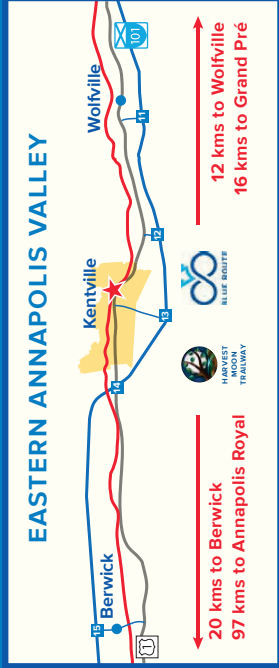 EASTERN ANNAPOLIS VALLEY
Berwick
Kentville
Wolfville
15
14
13
12
11
101
1
20 kms to Berwick
97 kms to Annapolis Royal
HARVEST
MOON
TRAILWAY
BLUE ROUTE
12 kms to Wolfville
16 kms to Grand Pré